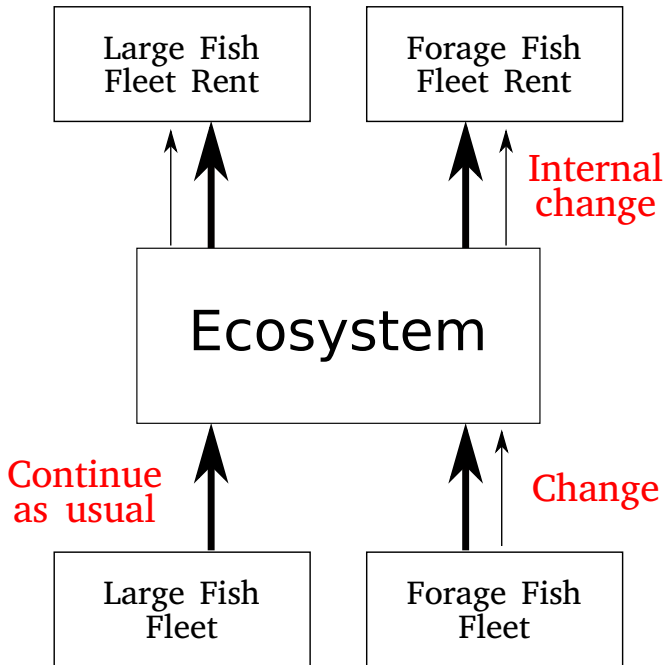 Large Fish
Fleet Rent
Forage Fish
Fleet Rent
Internal
change
Ecosystem
Continue
as usual
Change
Large Fish
Fleet
Forage Fish
Fleet